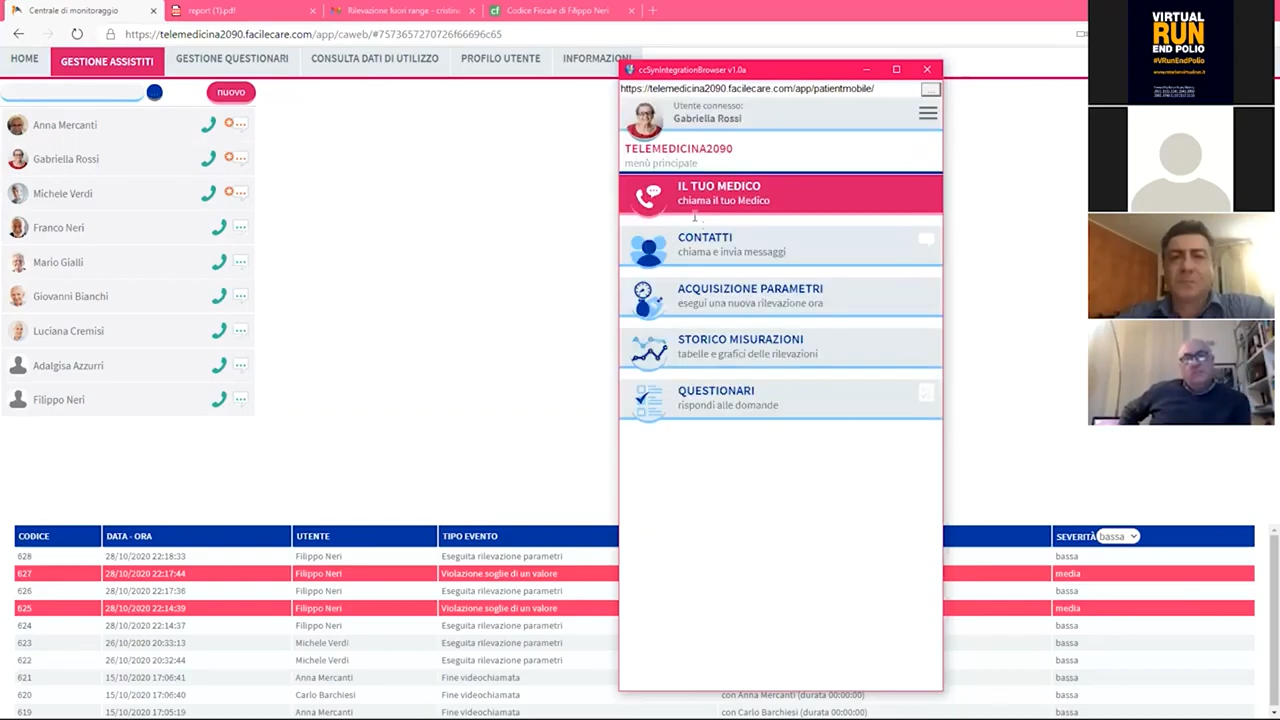 Centrale di monitoraggio
report (1).pdf
Rilevazione fuori range - cristina
Codice Fiscale di Filippo Neri
https://telemedicina2090.facilecare.com/app/caweb/#7573657270726f66696c65
HOME
GESTIONE ASSISTITI
GESTIONE QUESTIONARI
CONSULTA DATI DI UTILIZZO
PROFILO UTENTE
INFORMAZIONI
NUOVO
Anna Mercanti
Gabriella Rossi
Michele Verdi
Franco Neri
Mario Gialli
Giovanni Bianchi
Luciana Cremisi
Adalgisa Azzurri
Filippo Neri
ccSynIntegrationBrowser v1.0a
https://telemedicina2090.facilecare.com/app/patientmobile/
...
Utente connesso:
Gabriella Rossi
TELEMEDICINA2090
menù principale
IL TUO MEDICO
chiama il tuo Medico
CONTATTI
chiama e invia messaggi
ACQUISIZIONE PARAMETRI
esegui una nuova rilevazione ora
STORICO MISURAZIONI
tabelle e grafici delle rilevazioni
QUESTIONARI
rispondi alle domande
VIRTUAL
RUN
END POLIO
#VRunEndPolio
CODICE DATA - ORA UTENTE TIPO EVENTO SEVERITÀ bassa
628 28/10/2020 22:18:33 Filippo Neri Eseguita rilevazione parametri bassa
627 28/10/2020 22:17:44 Filippo Neri Violazione soglie di un valore media
626 28/10/2020 22:17:36 Filippo Neri Eseguita rilevazione parametri bassa
625 28/10/2020 22:14:39 Filippo Neri Violazione soglie di un valore media
624 28/10/2020 22:14:37 Filippo Neri Eseguita rilevazione parametri bassa
623 26/10/2020 20:33:13 Michele Verdi Eseguita rilevazione parametri bassa
622 26/10/2020 20:32:44 Michele Verdi Eseguita rilevazione parametri bassa
621 15/10/2020 17:06:41 Anna Mercanti Fine videochiamata bassa
620 15/10/2020 17:06:40 Carlo Barchiesi Fine videochiamata con Anna Mercanti (durata 00:00:00) bassa
619 15/10/2020 17:05:19 Anna Mercanti Fine videochiamata con Carlo Barchiesi (durata 00:00:00) bassa